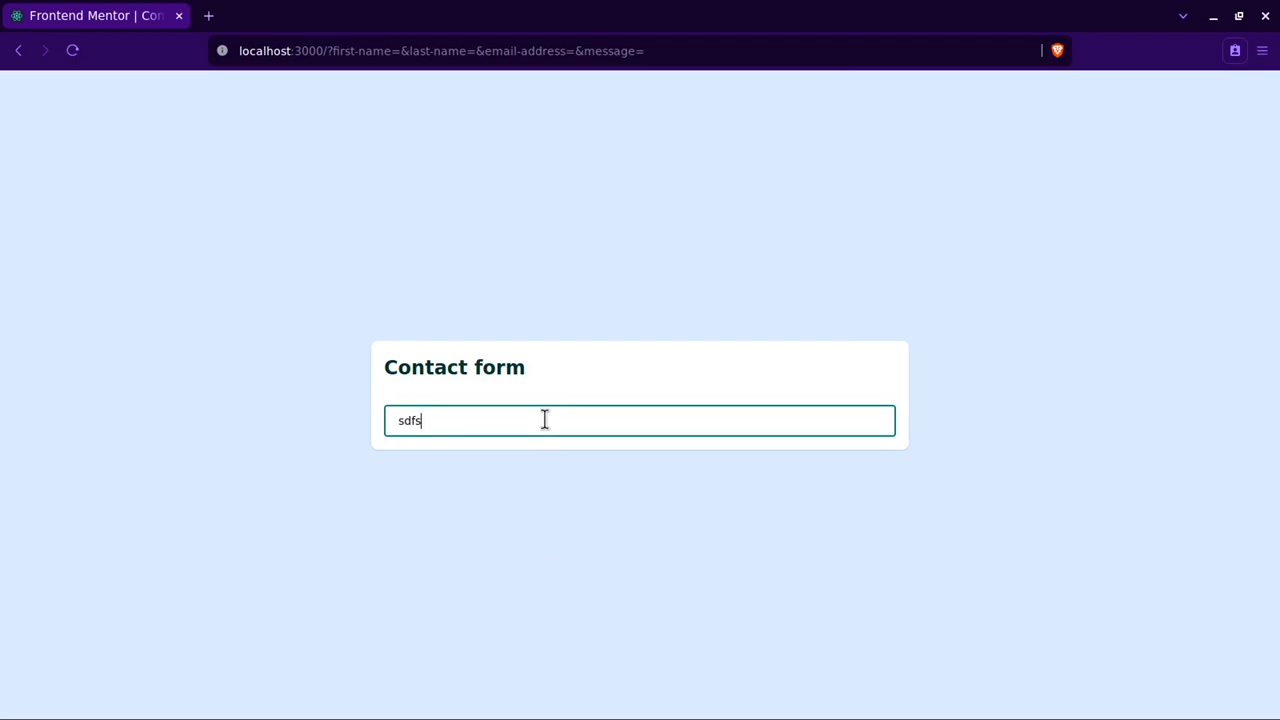 Frontend Mentor | Con
localhost:3000/?first-name=&last-name=&email-address=&message=
Contact form
sdfs